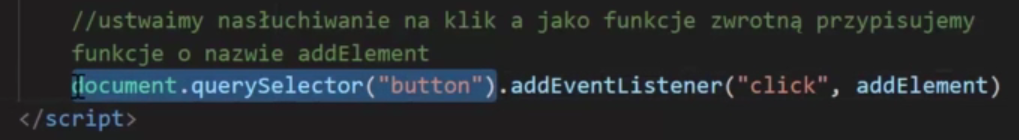 //ustwaimy nasłuchiwanie na klik a jako funkcje zwrotną przypisujemy
funkcje o nazwie addElement
document.querySelector("button").addEventListener("click", addElement)
</script>